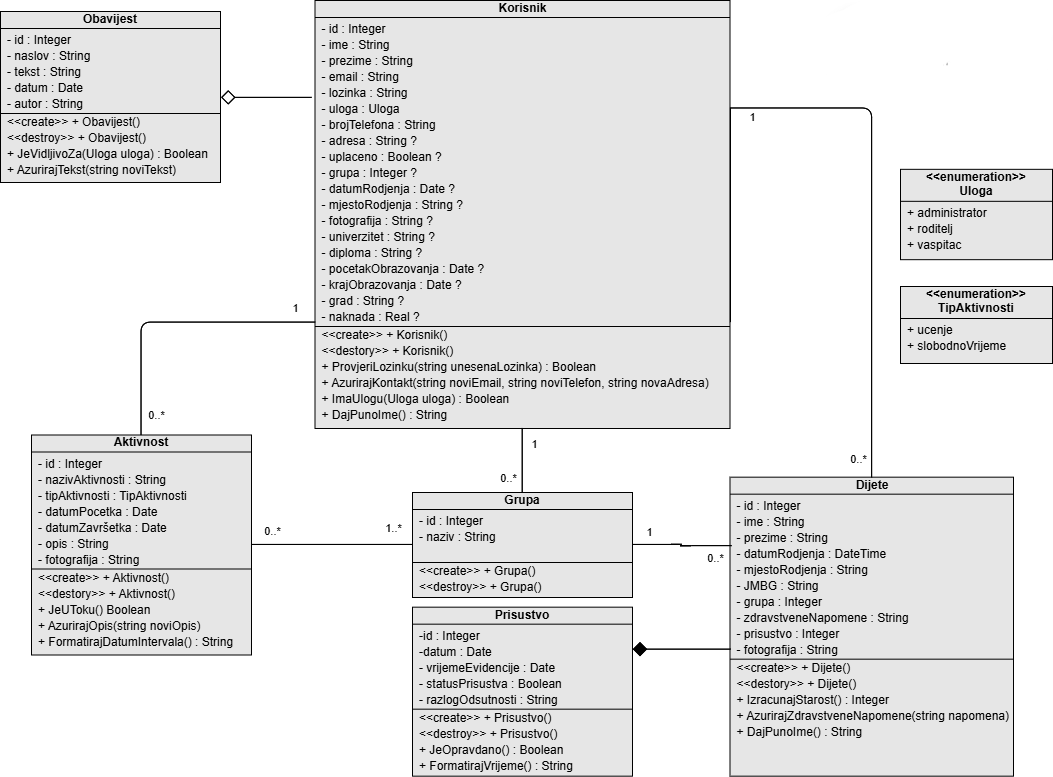 Obavijest
- id : Integer
- naslov : String
- tekst : String
- datum : Date
- autor : String
<<create>> + Obavijest()
<<destroy>> + Obavijest()
+ JeVidljivoZa(Uloga uloga) : Boolean
+ AzurirajTekst(string noviTekst)
Korisnik
- id : Integer
- ime : String
- prezime : String
- email : String
- lozinka : String
- uloga : Uloga
- brojTelefona : String
- adresa : String ?
- uplaceno : Boolean ?
- grupa : Integer ?
- datumRodjenja : Date ?
- mjestoRodjenja : String ?
- fotografija : String ?
- univerzitet : String ?
- diploma : String ?
- pocetakObrazovanja : Date ?
- krajObrazovanja : Date ?
- grad : String ?
- naknada : Real ?
<<create>> + Korisnik()
<<destory>> + Korisnik()
+ ProvjeriLozinku(string unesenaLozinka) : Boolean
+ AzurirajKontakt(string noviEmail, string noviTelefon, string novaAdresa)
+ ImaUlogu(Uloga uloga) : Boolean
+ DajPunoIme() : String
1
0..*
<<enumeration>>
Uloga
+ administrator
+ roditelj
+ vaspitac
<<enumeration>>
TipAktivnosti
+ ucenje
+ slobodnoVrijeme
1
0..*
1
0..*
Aktivnost
- id : Integer
- nazivAktivnosti : String
- tipAktivnosti : TipAktivnosti
- datumPocetka : Date
- datumZavršetka : Date
- opis : String
- fotografija : String
<<create>> + Aktivnost()
<<destory>> + Aktivnost()
+ JeUToku() Boolean
+ AzurirajOpis(string noviOpis)
+ FormatirajDatumIntervala() : String
0..*
1..*
Grupa
- id : Integer
- naziv : String
<<create>> + Grupa()
<<destroy>> + Grupa()
1
0..*
Prisustvo
-id : Integer
-datum : Date
- vrijemeEvidencije : Date
- statusPrisustva : Boolean
- razlogOdsutnosti : String
<<create>> + Prisustvo()
<<destroy>> + Prisustvo()
+ JeOpravdano() : Boolean
+ FormatirajVrijeme() : String
Dijete
- id : Integer
- ime : String
- prezime : String
- datumRodjenja : DateTime
- mjestoRodjenja : String
- JMBG : String
- grupa : Integer
- zdravstveneNapomene : String
- prisustvo : Integer
- fotografija : String
<<create>> + Dijete()
<<destory>> + Dijete()
+ IzracunajStarost() : Integer
+ AzurirajZdravstveneNapomene(string napomena)
+ DajPunoIme() : String